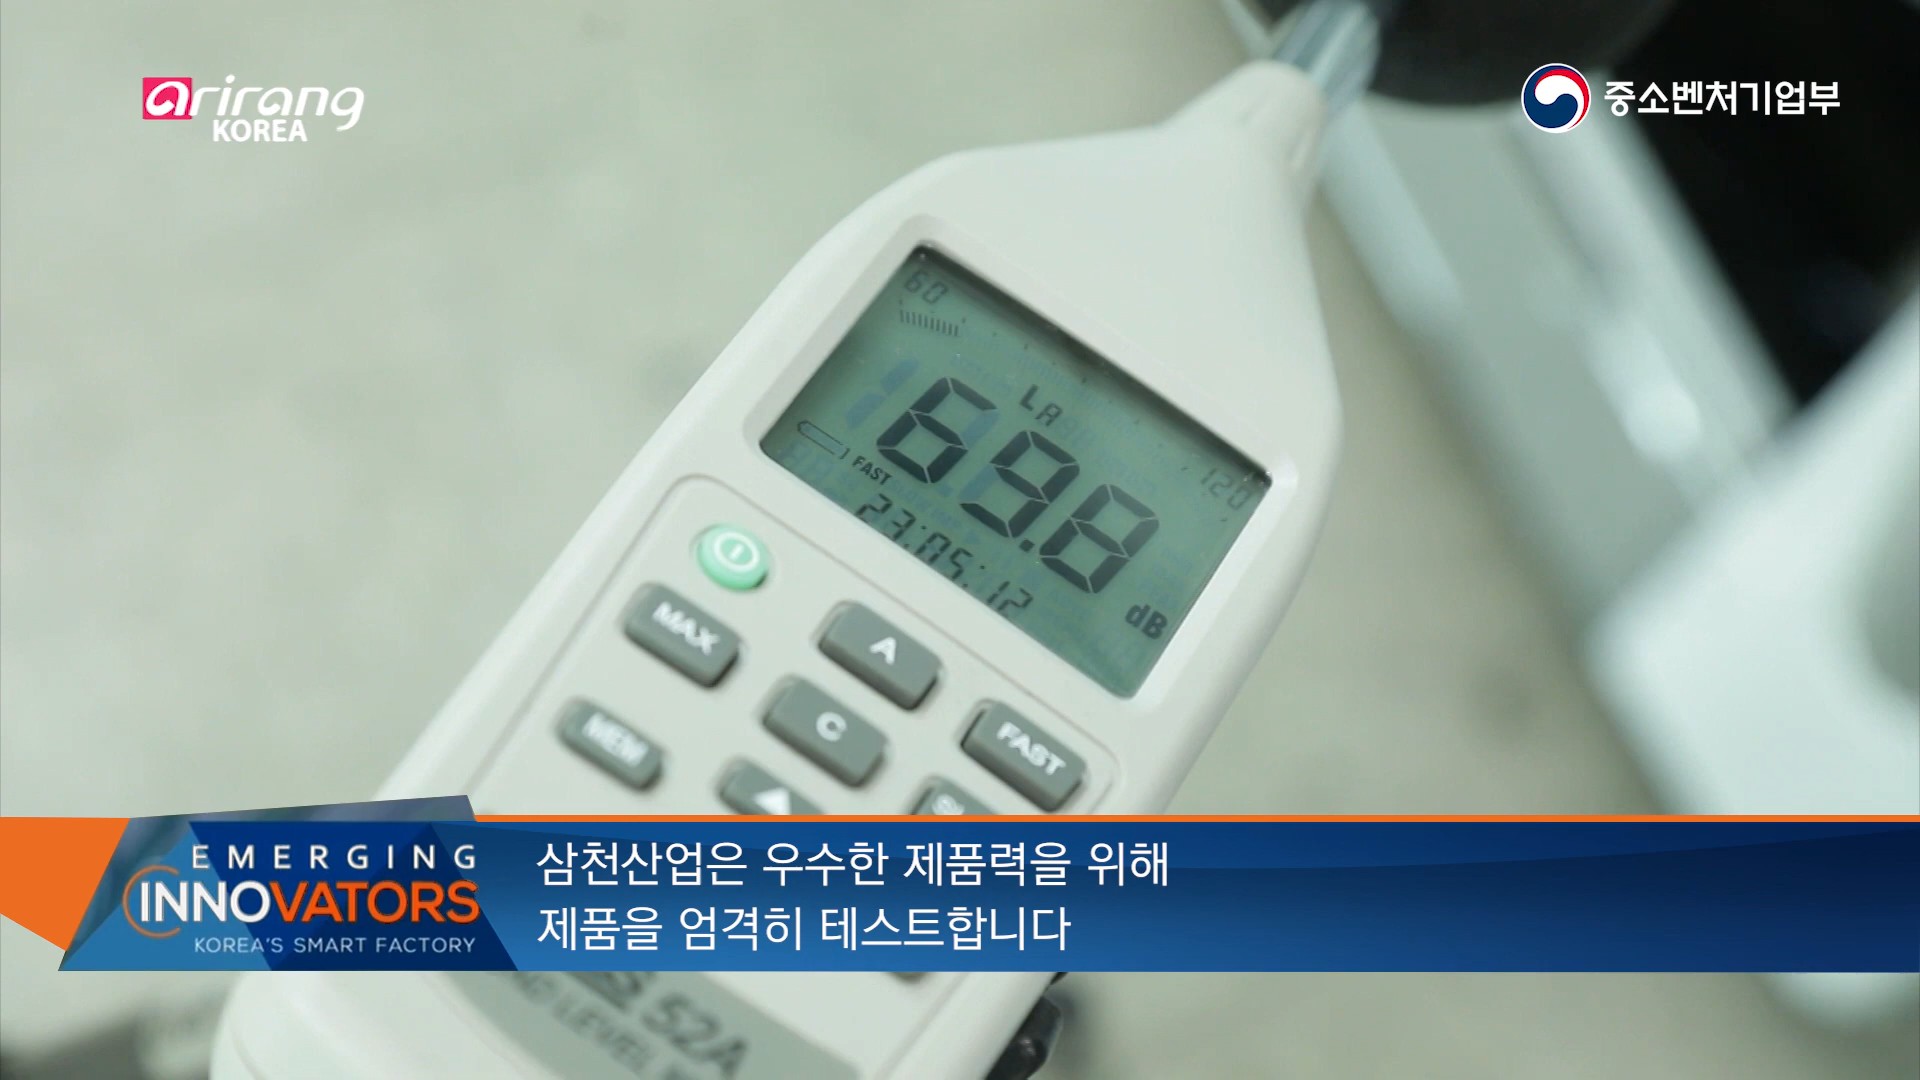 arirang
KOREA
중소벤처기업부
60
LA
120
69.8
FAST
23:05:12
dB
MAX
A
MEM
C
FAST
EMERGING
INNOVATORS
KOREA'S SMART FACTORY
삼천산업은 우수한 제품력을 위해
제품을 엄격히 테스트합니다
52A
LEVEL